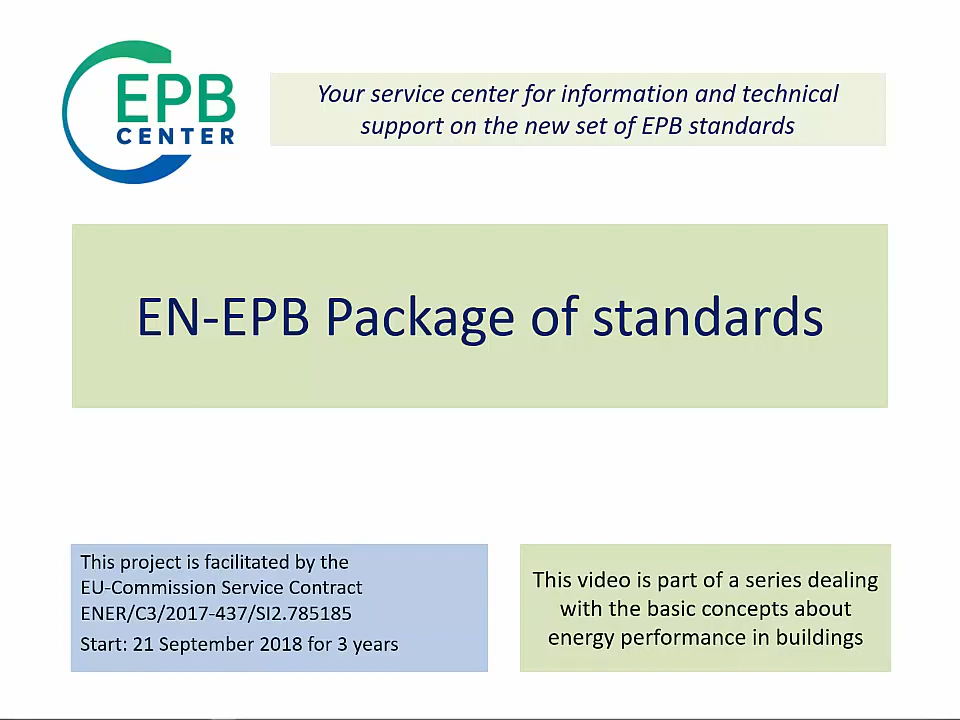 EPB
CENTER
Your service center for information and technical
support on the new set of EPB standards
EN-EPB Package of standards
This project is facilitated by the
EU-Commission Service Contract
ENER/C3/2017-437/SI2.785185
Start: 21 September 2018 for 3 years
This video is part of a series dealing
with the basic concepts about
energy performance in buildings